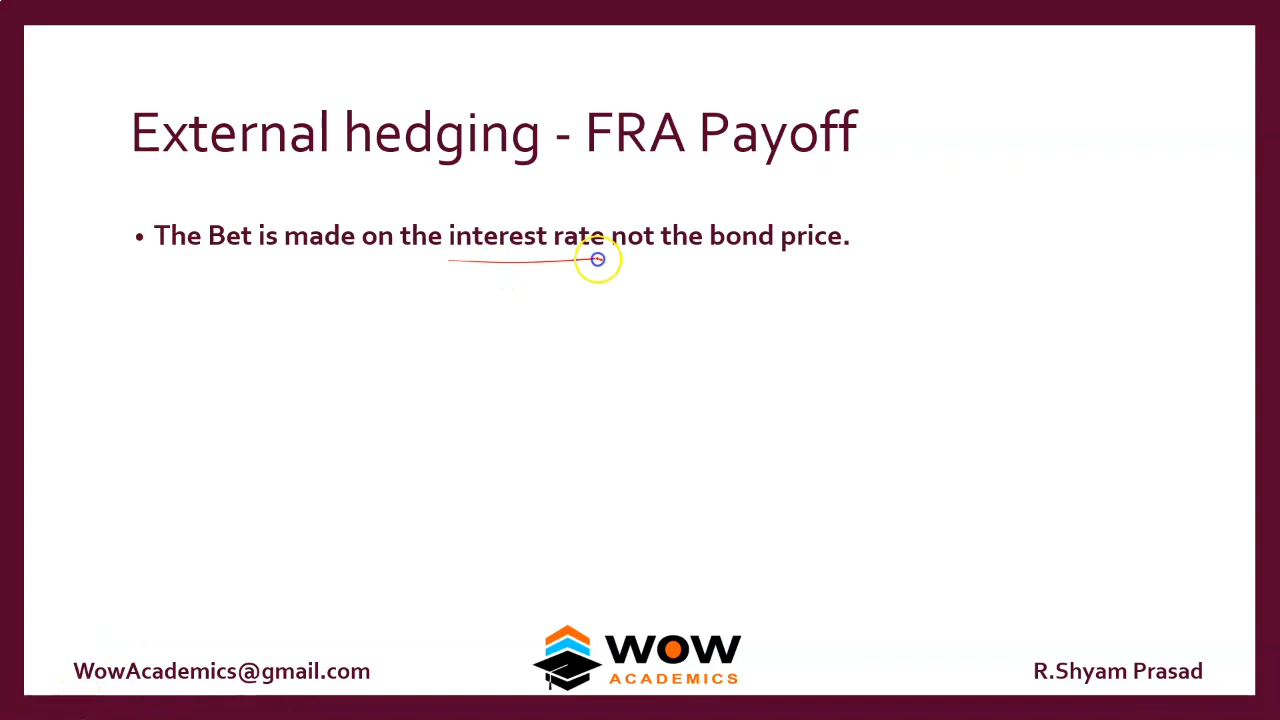 External hedging - FRA Payoff
• The Bet is made on the interest rate not the bond price.
WowAcademics@gmail.com
WOW
ACADEMICS
R.Shyam Prasad